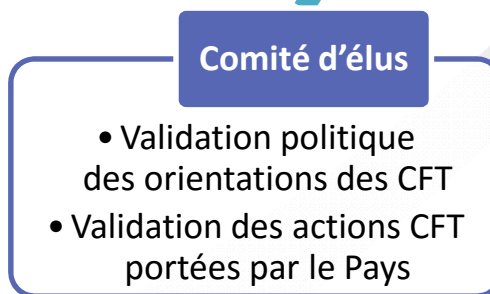 Comité d’élus
• Validation politique
des orientations des CFT
• Validation des actions CFT
portées par le Pays